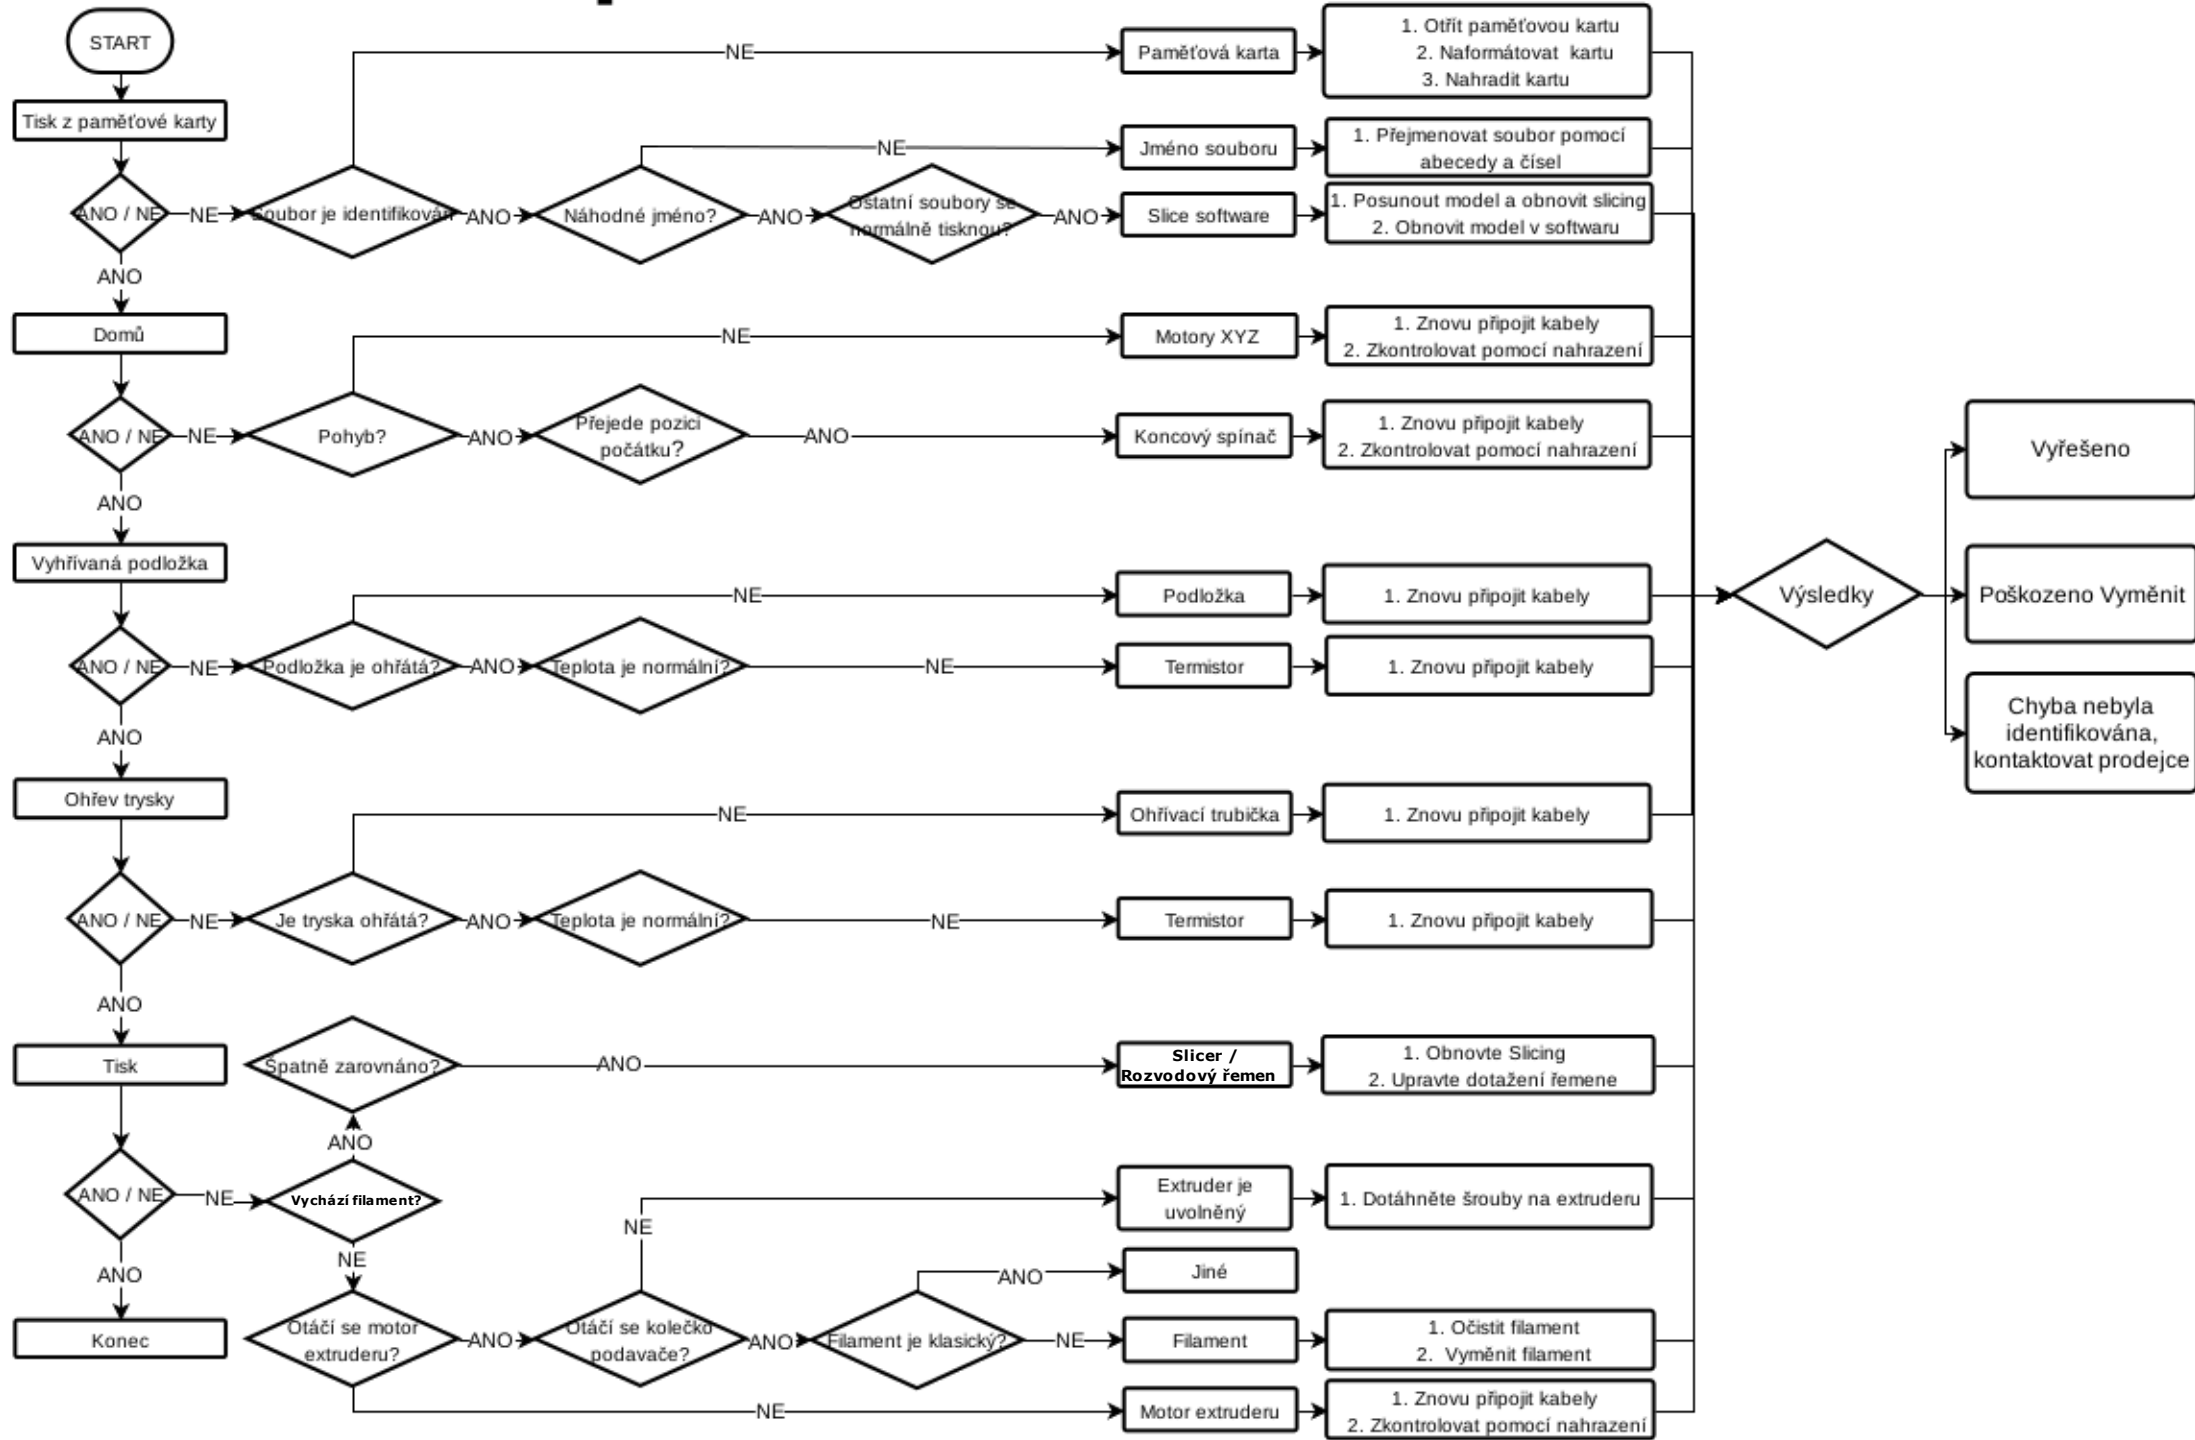 START
NE
Paměťová karta
1. Otřít paměťovou kartu
2. Naformátovat kartu
3. Nahradit kartu
Tisk z paměťové karty
NE
Jméno souboru
1. Přejmenovat soubor pomocí
abecedy a čísel
ANO / NE
NE
Soubor je identifikován
ANO
Náhodné jméno?
ANO
Ostatní soubory se
normálně tisknou?
ANO
Slice software
1. Posunout model a obnovit slicing
2. Obnovit model v softwaru
ANO
Domů
NE
Motory XYZ
1. Znovu připojit kabely
2. Zkontrolovat pomocí nahrazení
ANO / NE
NE
Pohyb?
ANO
Přejede pozici
počátku?
ANO
Koncový spínač
1. Znovu připojit kabely
2. Zkontrolovat pomocí nahrazení
Vyřešeno
ANO
Vyhřívaná podložka
NE
Podložka
1. Znovu připojit kabely
Výsledky
Poškozeno Vyměnit
ANO / NE
NE
Podložka je ohřátá?
ANO
Teplota je normální?
NE
Termistor
1. Znovu připojit kabely
Chyba nebyla
identifikována,
kontaktovat prodejce
ANO
Ohřev trysky
NE
Ohřívací trubička
1. Znovu připojit kabely
ANO / NE
NE
Je tryska ohřátá?
ANO
Teplota je normální?
NE
Termistor
1. Znovu připojit kabely
ANO
Tisk
Špatně zarovnáno?
ANO
Slicer /
Rozvodový řemen
1. Obnovte Slicing
2. Upravte dotažení řemene
ANO
ANO / NE
NE
Vychází filament?
NE
Extruder je
uvolněný
1. Dotáhněte šrouby na extruderu
NE
ANO
ANO
Jiné
Konec
Otáčí se motor
extruderu?
ANO
Otáčí se kolečko
podavače?
ANO
Filament je klasický?
NE
Filament
1. Očistit filament
2. Vyměnit filament
NE
Motor extruderu
1. Znovu připojit kabely
2. Zkontrolovat pomocí nahrazení